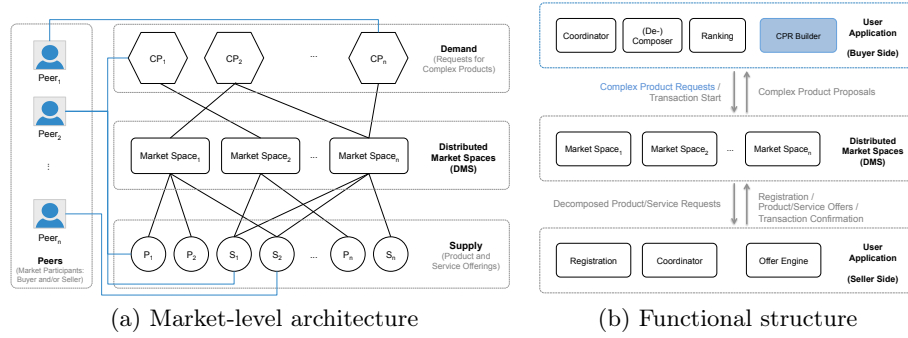 Peer1
Peer2
⋮
Peern
Peers
(Market Participants:
Buyer and/or Seller)
CP1
CP2
...
CPn
Demand
(Requests for
Complex Products)
Market Space1
Market Space2
...
Market Spacen
Distributed
Market Spaces
(DMS)
P1
P2
S1
S2
...
Pn
Sn
Supply
(Product and
Service Offerings)
(a) Market-level architecture
Coordinator
(De-)
Composer
Ranking
CPR Builder
User
Application
(Buyer Side)
Complex Product Requests /
Transaction Start
Complex Product Proposals
Market Space1
Market Space2
...
Market Spacen
Distributed
Market Spaces
(DMS)
Decomposed Product/Service Requests
Registration /
Product/Service Offers /
Transaction Confirmation
Registration
Coordinator
Offer Engine
User
Application
(Seller Side)
(b) Functional structure